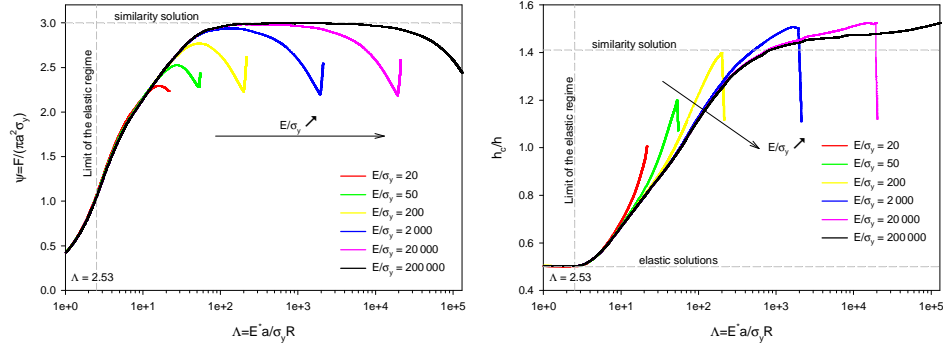 similarity solution
Limit of the elastic regime
E/σy ↗
E/σy = 20
E/σy = 50
E/σy = 200
E/σy = 2 000
E/σy = 20 000
E/σy = 200 000
Λ = 2.53
ψ=F/(πa²σy)
3.0
2.5
2.0
1.5
1.0
0.5
0.0
1e+0 1e+1 1e+2 1e+3 1e+4 1e+5
Λ=E*a/σyR
similarity solution
Limit of the elastic regime
E/σy ↗
E/σy = 20
E/σy = 50
E/σy = 200
E/σy = 2 000
E/σy = 20 000
E/σy = 200 000
elastic solutions
Λ = 2.53
hc/h
1.6
1.4
1.2
1.0
0.8
0.6
0.4
1e+0 1e+1 1e+2 1e+3 1e+4 1e+5
Λ=E*a/σyR